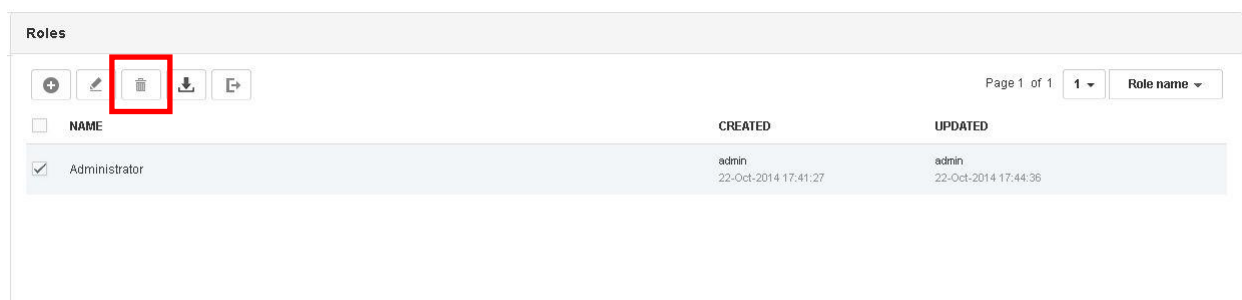 Roles
Page 1 of 1 1 Role name
NAME CREATED UPDATED
Administrator admin admin
22-Oct-2014 17:41:27 22-Oct-2014 17:44:36